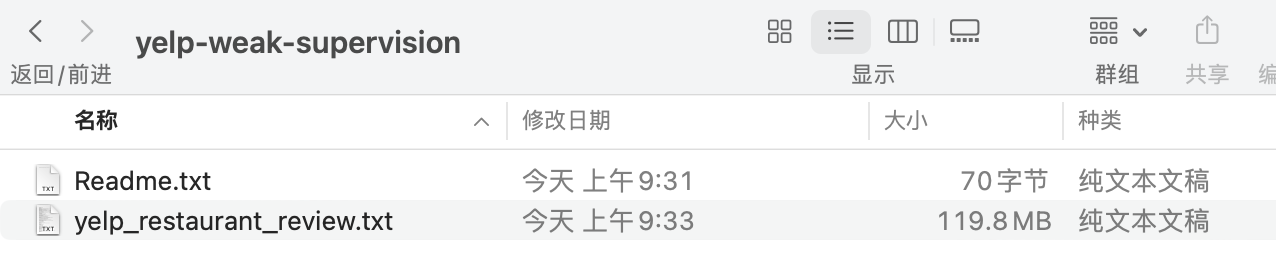 yelp-weak-supervision
返回/前进 显示 群组 共享
名称 修改日期 大小 种类
TXT Readme.txt 今天 上午9:31 70字节 纯文本文稿
TXT yelp_restaurant_review.txt 今天 上午9:33 119.8 MB 纯文本文稿